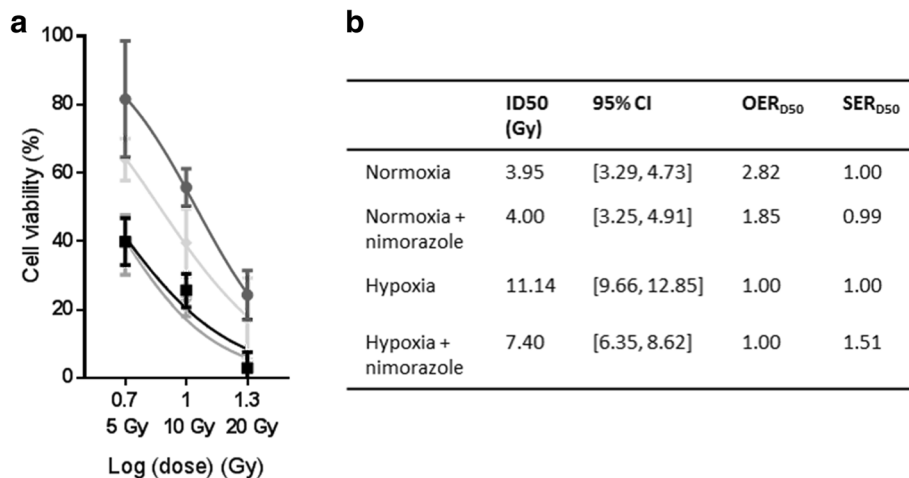 a
100
80
60
40
20
0
Cell viability (%)
0.7 1 1.3
5 Gy 10 Gy 20 Gy
Log (dose) (Gy)
b
ID50 (Gy) 95% CI OER_D50 SER_D50
Normoxia 3.95 [3.29, 4.73] 2.82 1.00
Normoxia + nimorazole 4.00 [3.25, 4.91] 1.85 0.99
Hypoxia 11.14 [9.66, 12.85] 1.00 1.00
Hypoxia + nimorazole 7.40 [6.35, 8.62] 1.00 1.51